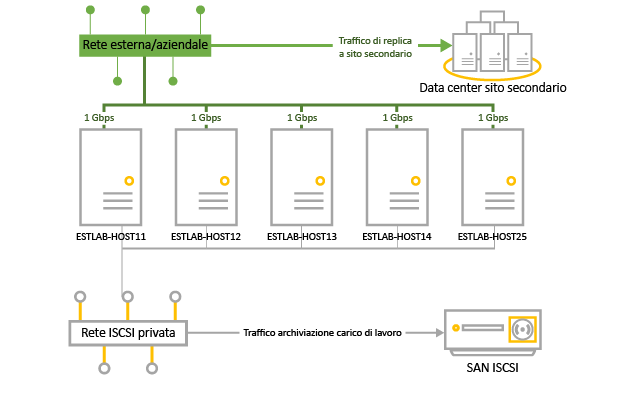 Rete esterna/aziendale
Traffico di replica
a sito secondario
Data center sito secondario
1 Gbps
1 Gbps
1 Gbps
1 Gbps
1 Gbps
ESTLAB-HOST11
ESTLAB-HOST12
ESTLAB-HOST13
ESTLAB-HOST14
ESTLAB-HOST25
Rete ISCSI privata
Traffico archiviazione carico di lavoro
SAN ISCSI